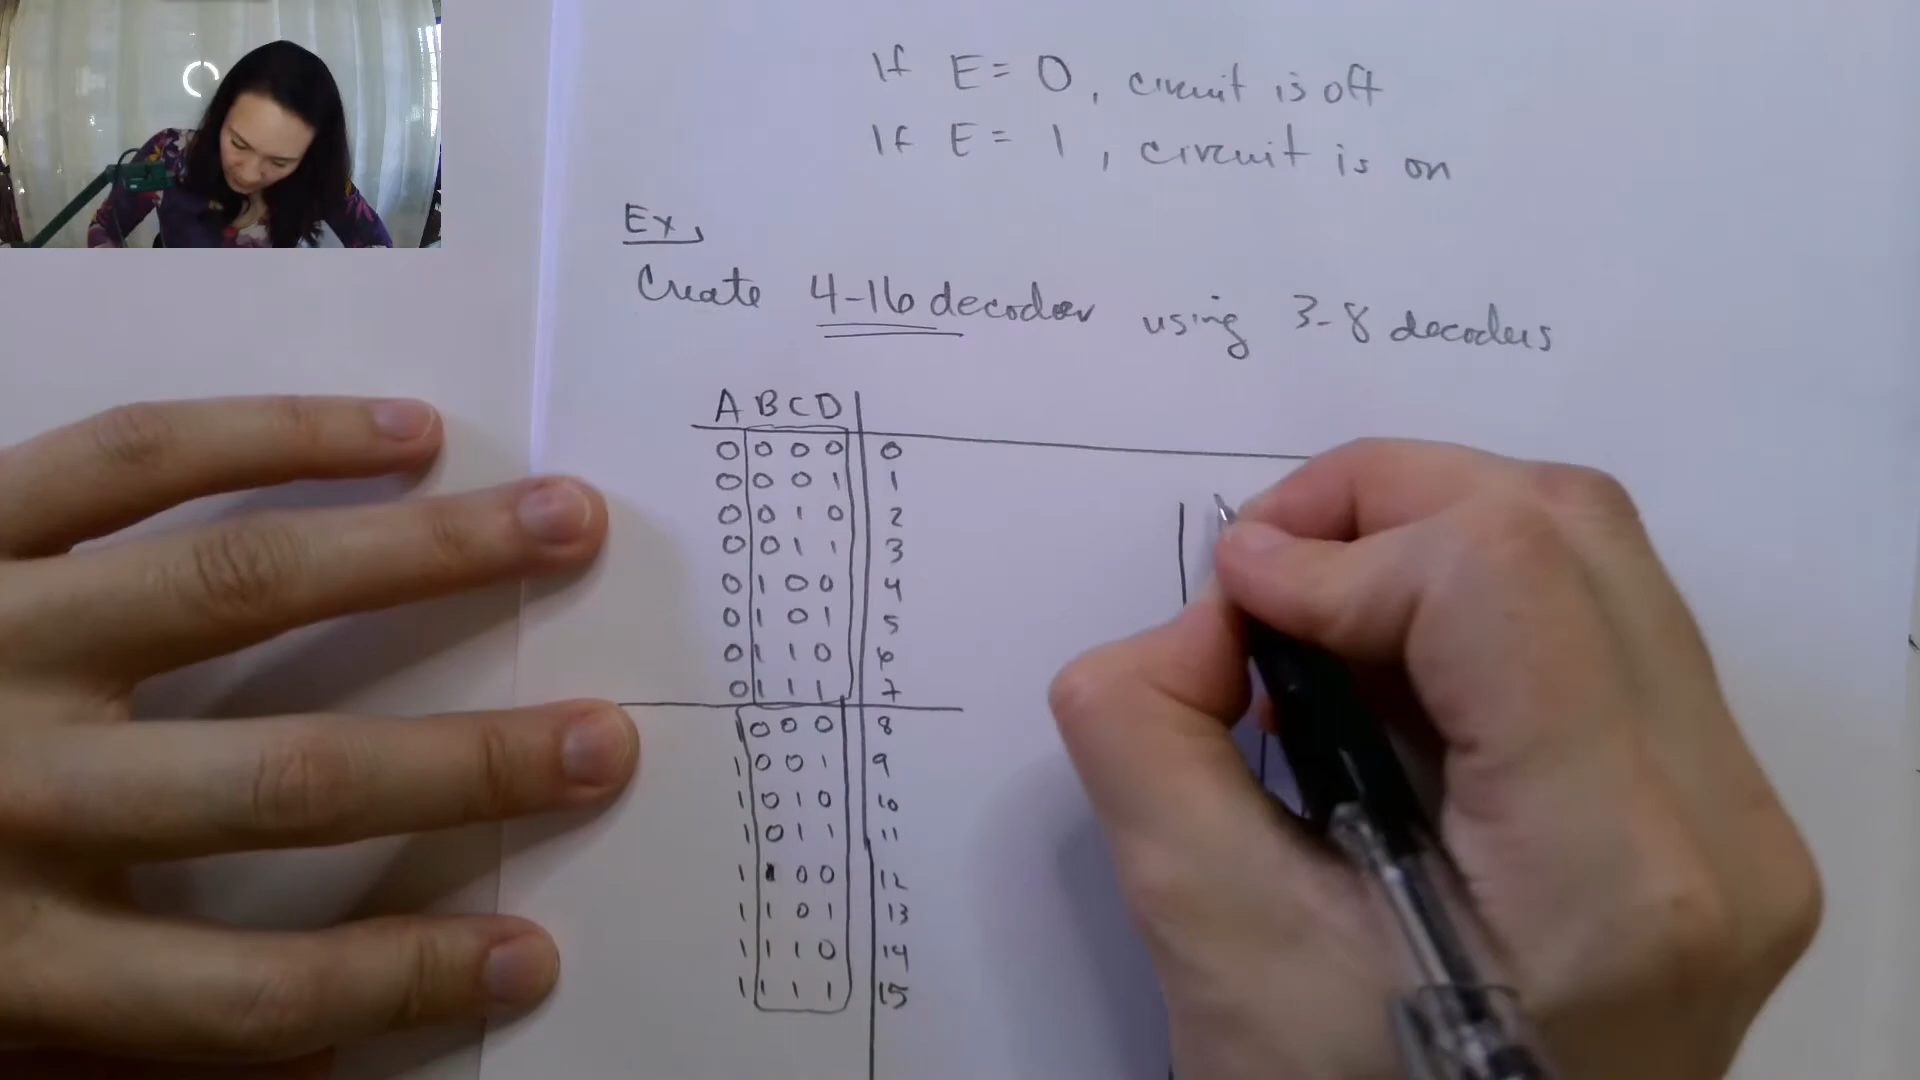 If E = 0, circuit is off
If E = 1, circuit is on
Ex,
Create 4-16 decoder using 3-8 decoders
A B C D
0 0 0 0 0
0 0 0 1 1
0 0 1 0 2
0 0 1 1 3
0 1 0 0 4
0 1 0 1 5
0 1 1 0 6
0 1 1 1 7
1 0 0 0 8
1 0 0 1 9
1 0 1 0 10
1 0 1 1 11
1 1 0 0 12
1 1 0 1 13
1 1 1 0 14
1 1 1 1 15